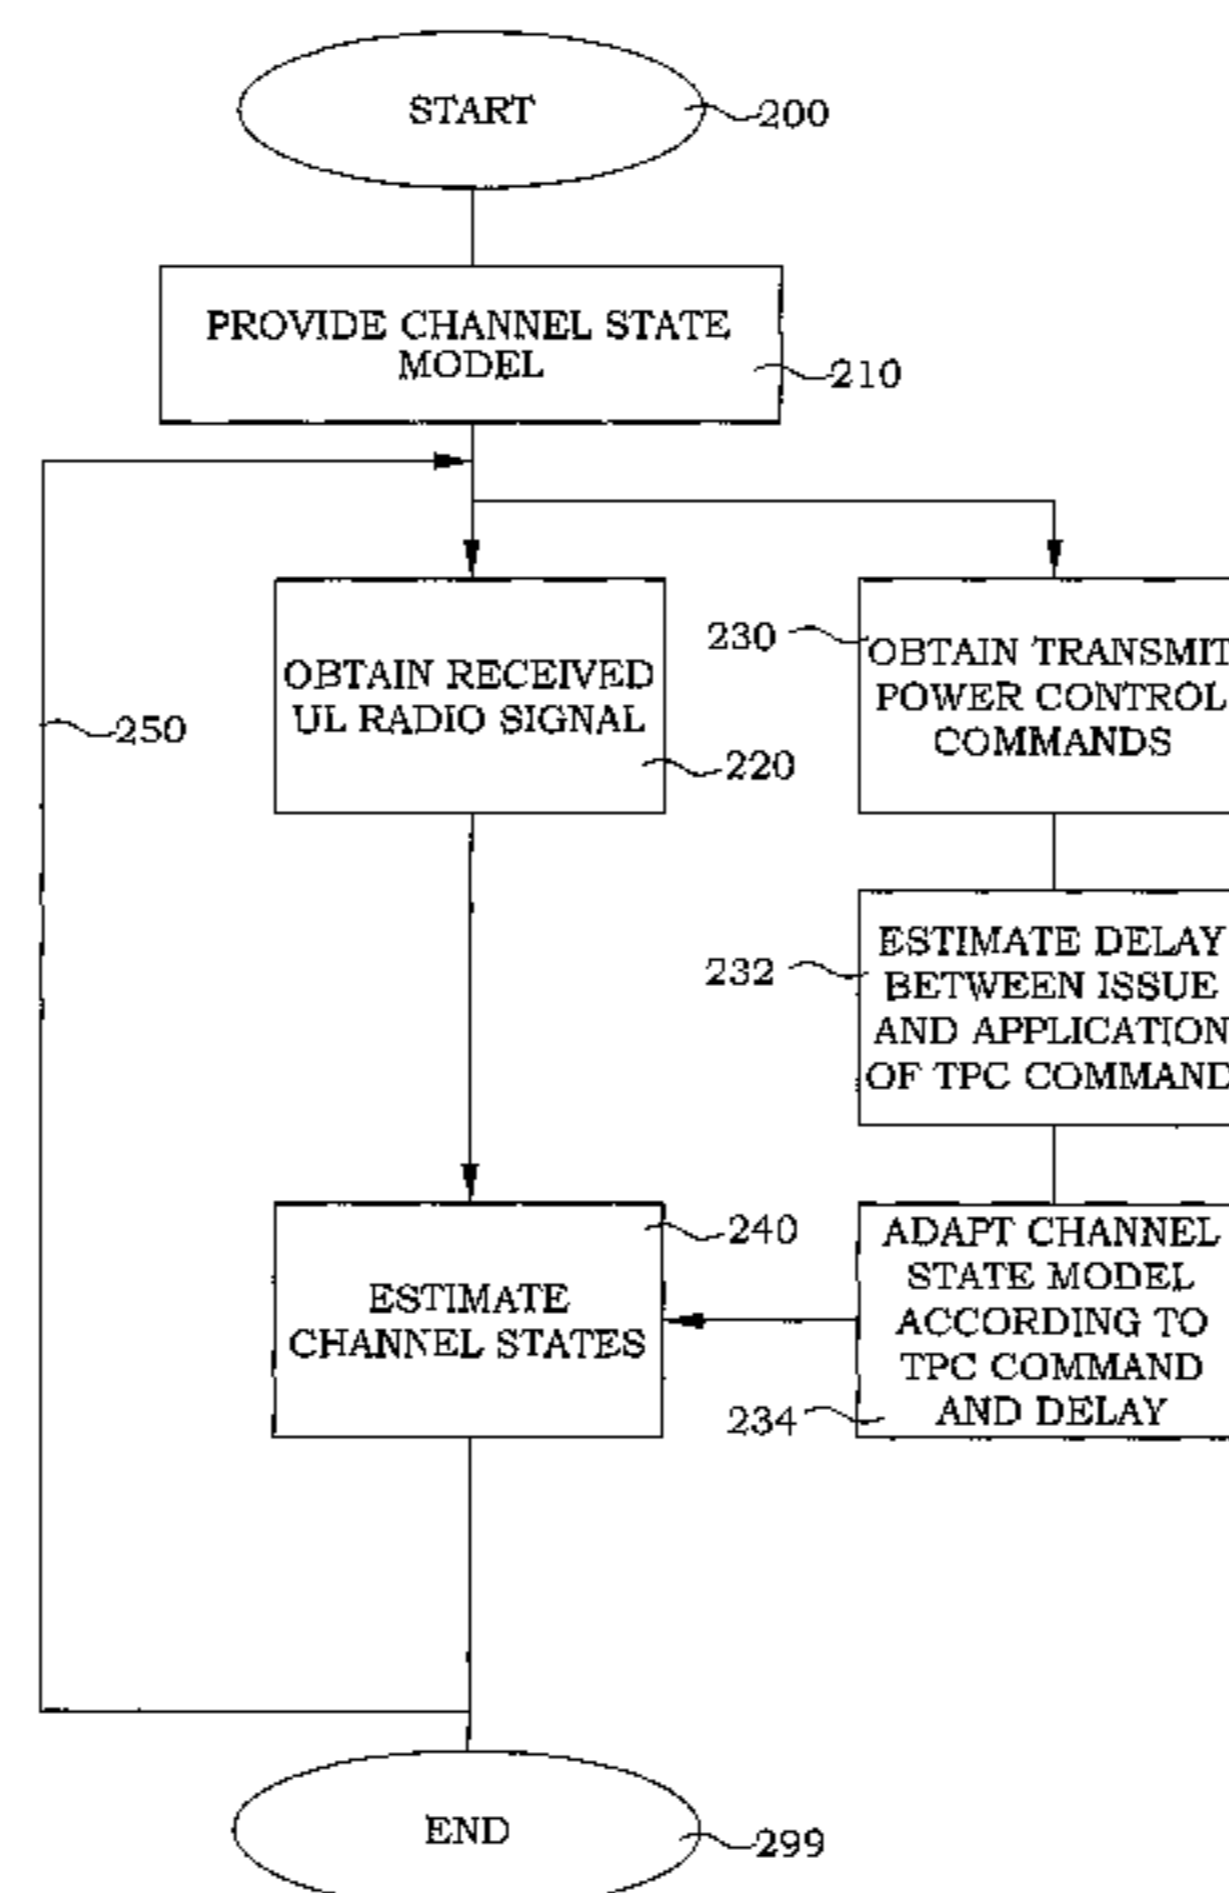 START
200
PROVIDE CHANNEL STATE
MODEL
210
250
OBTAIN RECEIVED
UL RADIO SIGNAL
220
230
OBTAIN TRANSMIT
POWER CONTROL
COMMANDS
232
ESTIMATE DELAY
BETWEEN ISSUE
AND APPLICATION
OF TPC COMMAND
240
ESTIMATE
CHANNEL STATES
ADAPT CHANNEL
STATE MODEL
ACCORDING TO
TPC COMMAND
AND DELAY
234
END
299